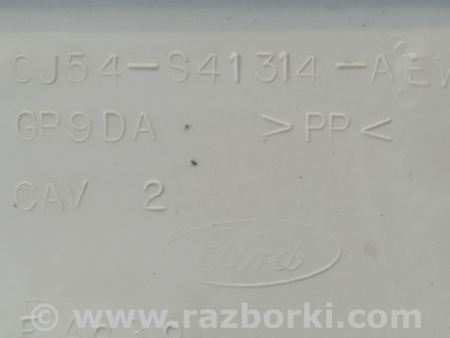 CJ54-S41314-AEW
GR9DA >PP<
CAV 2
Ford
www.razborki.com